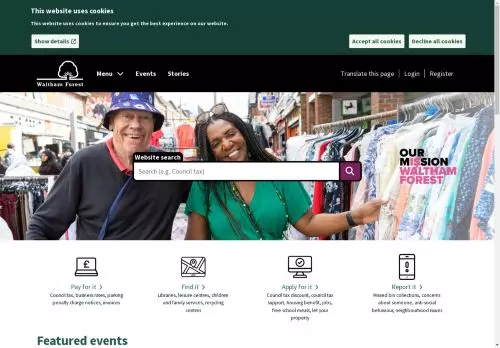 This website uses cookies
This website uses cookies to ensure you get the best experience on our website.
Show details
Accept all cookies
Decline all cookies
Waltham Forest
Menu
Events
Stories
Translate this page
Login
Register
Website search
Search (e.g. Council tax)
OUR
MISSION
WALTHAM
FOREST
Pay for it
Council tax, business rates, parking
penalty charge notices, invoices
Find it
Libraries, leisure centres, children
and family services, recycling
centres
Apply for it
Council tax discount, council tax
support, housing benefit, jobs,
free school meals, let your
property
Report it
Missed bin collections, concerns
about someone, anti-social
behaviour, neighbourhood issues
Featured events